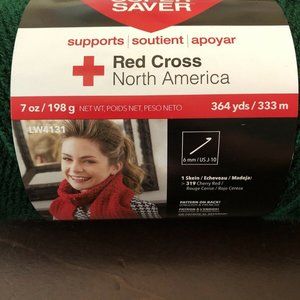 SAVER
supports | soutient | apoyar
Red Cross
North America
7 oz / 198 g NET WT, POIDS NET, PESO NETO
364 yds / 333 m
LW4131
6 mm / US J 10
1 Skein / Echeveau / Madeja:
> 319 Cherry Red /
Rouge Cerise / Rojo Cereza
PATTERN ON BACK!